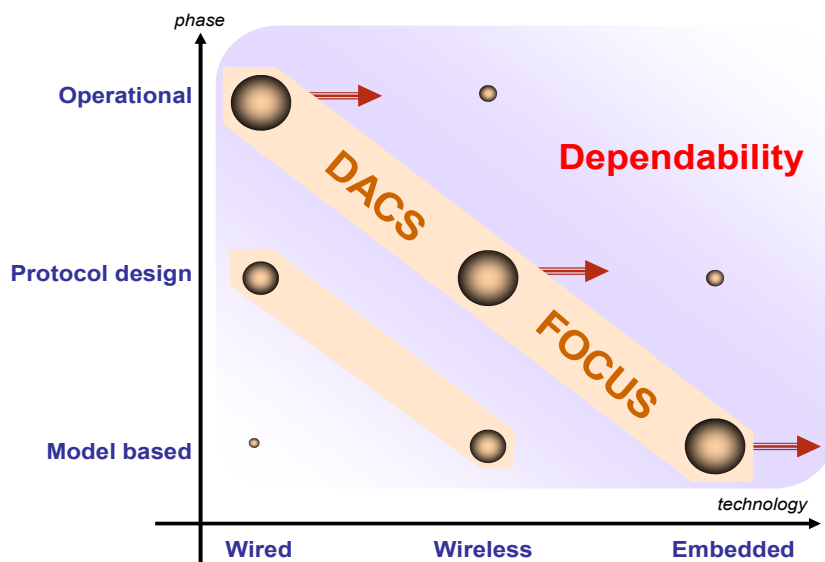 phase
Operational
Dependability
DACS
Protocol design
FOCUS
Model based
technology
Wired
Wireless
Embedded